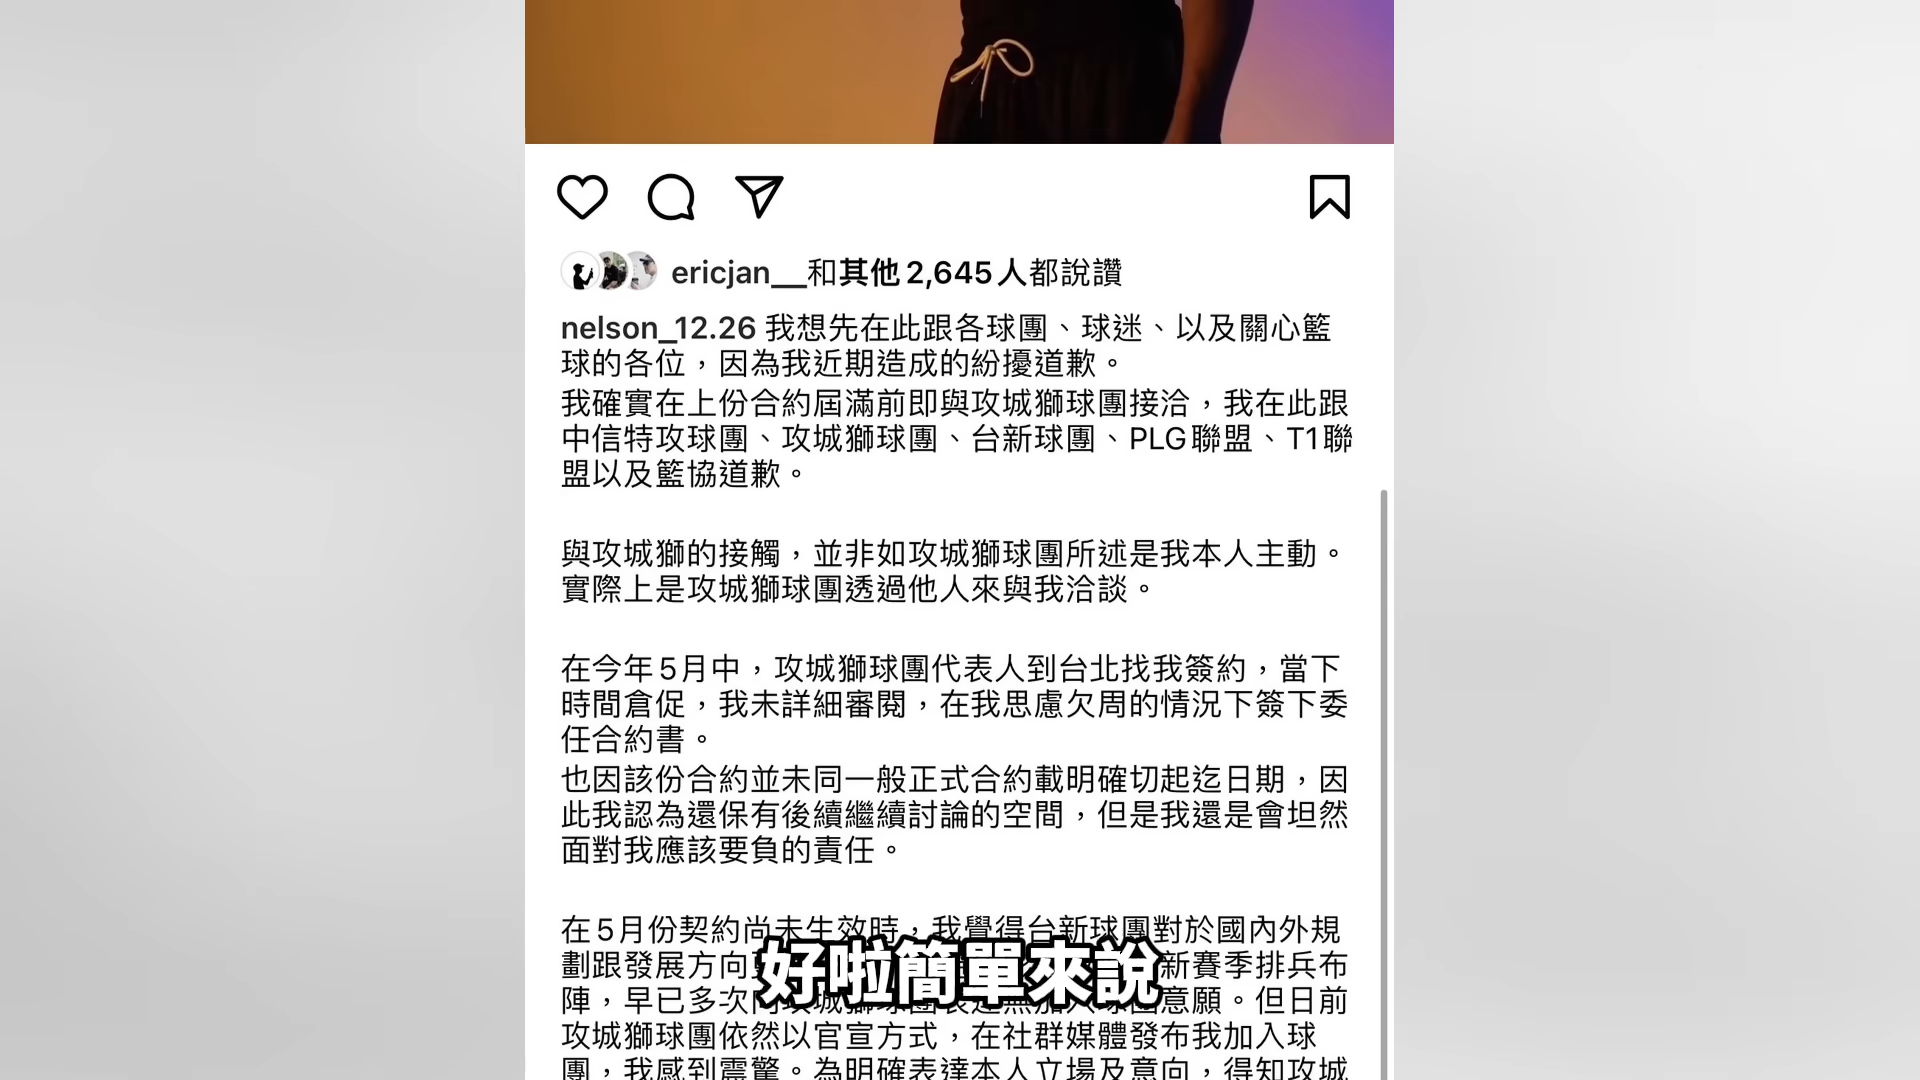 ericjan__和其他 2,645 人都說讚
nelson_12.26 我想先在此跟各球團、球迷、以及關心籃
球的各位，因為我近期造成的紛擾道歉。
我確實在上份合約屆滿前即與攻城獅球團接洽，我在此跟
中信特攻球團、攻城獅球團、台新球團、PLG聯盟、T1聯
盟以及籃協道歉。
與攻城獅的接觸，並非如攻城獅球團所述是我本人主動。
實際上是攻城獅球團透過他人來與我洽談。
在今年5月中，攻城獅球團代表人到台北找我簽約，當下
時間倉促，我未詳細審閱，在我思慮欠周的情況下簽下委
任合約書。
也因該份合約並未同一般正式合約載明確切起迄日期，因
此我認為還保有後續繼續討論的空間，但是我還是會坦然
面對我應該要負的責任。
在5月份契約尚未生效時，我覺得台新球團對於國內外規
劃跟發展方向 新賽季排兵布
陣，早已多次 意願。但日前
攻城獅球團依然以官宣方式，在社群媒體發布我加入球
團，我感到震驚。為明確表達本人立場及意向，得知攻城
好啦簡單來說